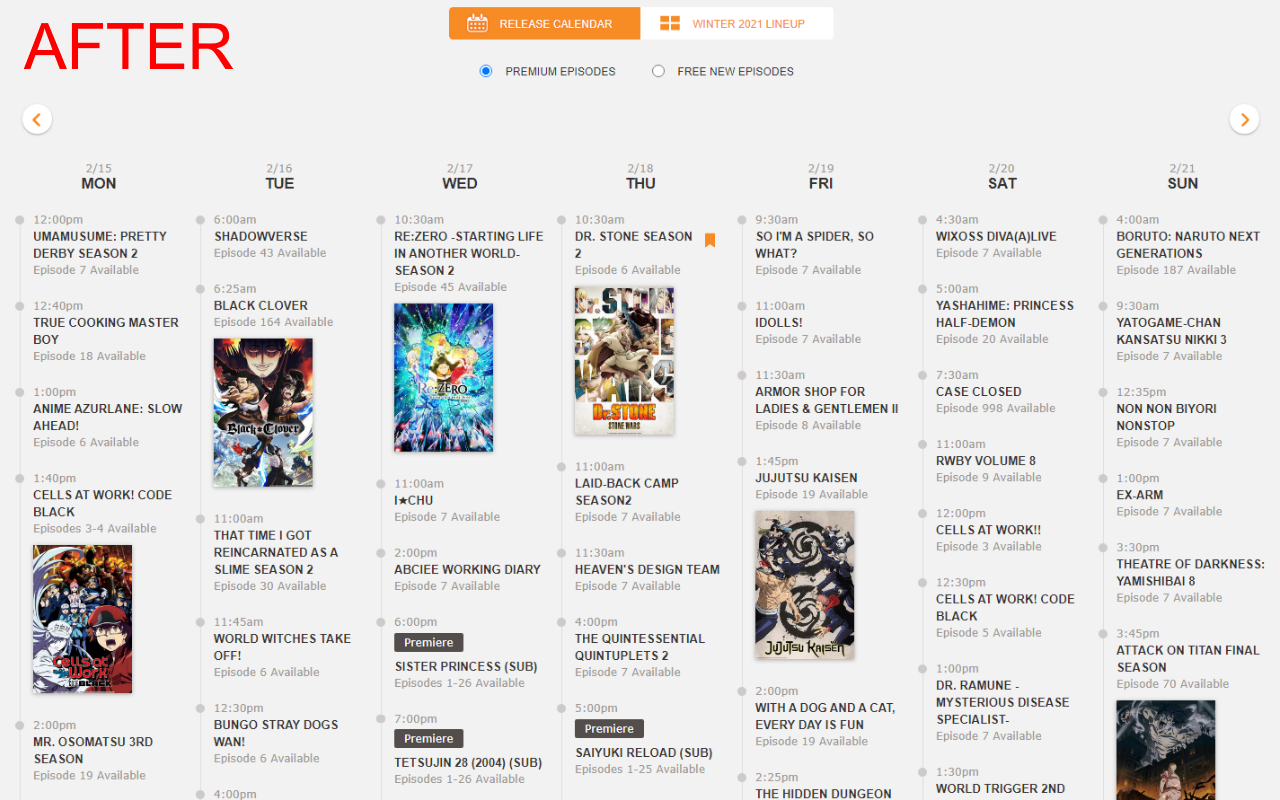 AFTER
RELEASE CALENDAR
WINTER 2021 LINEUP
PREMIUM EPISODES
FREE NEW EPISODES
2/15
MON
12:00pm
UMAMUSUME: PRETTY
DERBY SEASON 2
Episode 7 Available
12:40pm
TRUE COOKING MASTER
BOY
Episode 18 Available
1:00pm
ANIME AZURLANE: SLOW
AHEAD!
Episode 6 Available
1:40pm
CELLS AT WORK! CODE
BLACK
Episodes 3-4 Available
Cells at
Work!
BLACK
2:00pm
MR. OSOMATSU 3RD
SEASON
Episode 19 Available
2/16
TUE
6:00am
SHADOWVERSE
Episode 43 Available
6:25am
BLACK CLOVER
Episode 164 Available
Black Clover
11:00am
THAT TIME I GOT
REINCARNATED AS A
SLIME SEASON 2
Episode 30 Available
11:45am
WORLD WITCHES TAKE
OFF!
Episode 6 Available
12:30pm
BUNGO STRAY DOGS
WAN!
Episode 6 Available
4:00pm
2/17
WED
10:30am
RE:ZERO -STARTING LIFE
IN ANOTHER WORLD-
SEASON 2
Episode 45 Available
Re:ZERO
11:00am
I★CHU
Episode 7 Available
2:00pm
ABCIEE WORKING DIARY
Episode 7 Available
6:00pm
Premiere
SISTER PRINCESS (SUB)
Episodes 1-26 Available
7:00pm
Premiere
TETSUJIN 28 (2004) (SUB)
Episodes 1-26 Available
2/18
THU
10:30am
DR. STONE SEASON
2
Episode 6 Available
Dr.STONE
WARS
Dr.STONE
STONE WARS
11:00am
LAID-BACK CAMP
SEASON2
Episode 7 Available
11:30am
HEAVEN'S DESIGN TEAM
Episode 7 Available
4:00pm
THE QUINTESSENTIAL
QUINTUPLETS 2
Episode 7 Available
5:00pm
Premiere
SAIYUKI RELOAD (SUB)
Episodes 1-25 Available
2/19
FRI
9:30am
SO I'M A SPIDER, SO
WHAT?
Episode 7 Available
11:00am
IDOLLS!
Episode 7 Available
11:30am
ARMOR SHOP FOR
LADIES & GENTLEMEN II
Episode 8 Available
1:45pm
JUJUTSU KAISEN
Episode 19 Available
JUJUTSU KAISEN
2:00pm
WITH A DOG AND A CAT,
EVERY DAY IS FUN
Episode 19 Available
2:25pm
THE HIDDEN DUNGEON
2/20
SAT
4:30am
WIXOSS DIVA(A)LIVE
Episode 7 Available
5:00am
YASHAHIME: PRINCESS
HALF-DEMON
Episode 20 Available
7:30am
CASE CLOSED
Episode 998 Available
11:00am
RWBY VOLUME 8
Episode 9 Available
12:00pm
CELLS AT WORK!!
Episode 3 Available
12:30pm
CELLS AT WORK! CODE
BLACK
Episode 5 Available
1:00pm
DR. RAMUNE -
MYSTERIOUS DISEASE
SPECIALIST-
Episode 7 Available
1:30pm
WORLD TRIGGER 2ND
2/21
SUN
4:00am
BORUTO: NARUTO NEXT
GENERATIONS
Episode 187 Available
9:30am
YATOGAME-CHAN
KANSATSU NIKKI 3
Episode 7 Available
12:35pm
NON NON BIYORI
NONSTOP
Episode 7 Available
1:00pm
EX-ARM
Episode 7 Available
3:30pm
THEATRE OF DARKNESS:
YAMISHIBAI 8
Episode 7 Available
3:45pm
ATTACK ON TITAN FINAL
SEASON
Episode 70 Available